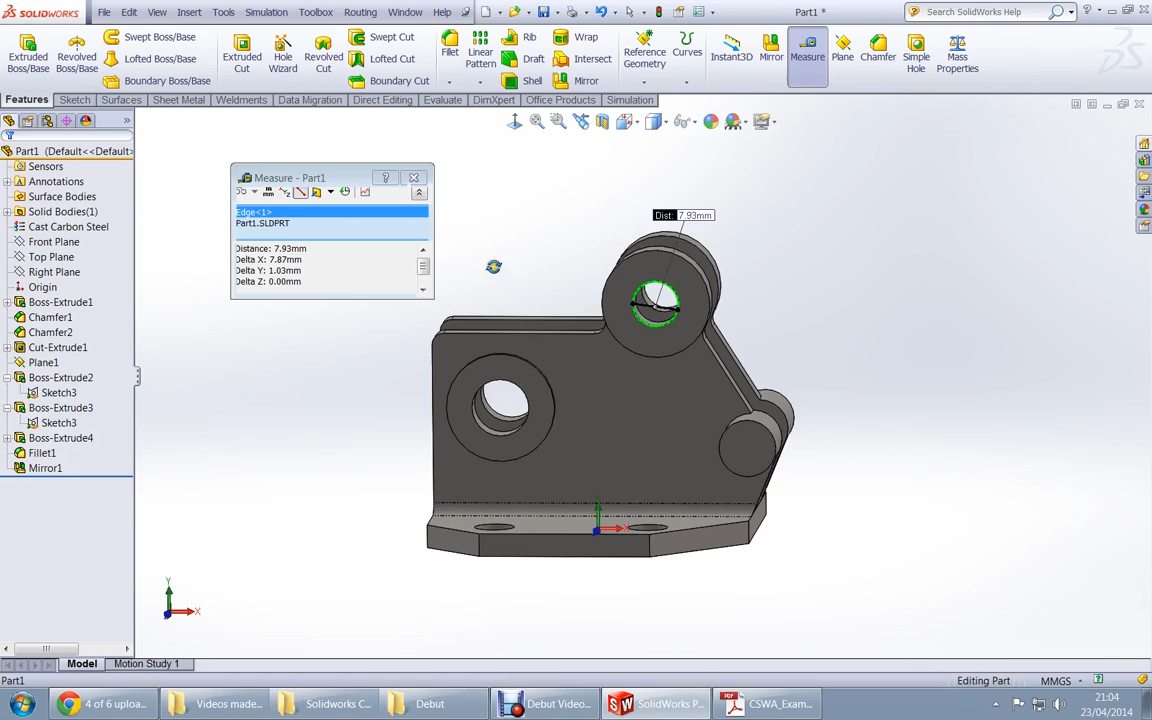 SOLIDWORKS File Edit View Insert Tools Simulation Toolbox Routing Window Help Part1 * Search SolidWorks Help
Extruded Boss/Base
Revolved Boss/Base
Swept Boss/Base
Lofted Boss/Base
Boundary Boss/Base
Extruded Cut
Hole Wizard
Revolved Cut
Swept Cut
Lofted Cut
Boundary Cut
Fillet
Linear Pattern
Rib
Draft
Shell
Wrap
Intersect
Mirror
Reference Geometry
Curves
Instant3D
Mirror
Measure
Plane
Chamfer
Simple Hole
Mass Properties
Features Sketch Surfaces Sheet Metal Weldments Data Migration Direct Editing Evaluate DimXpert Office Products Simulation
Part1 (Default<<Default>
Sensors
Annotations
Surface Bodies
Solid Bodies(1)
Cast Carbon Steel
Front Plane
Top Plane
Right Plane
Origin
Boss-Extrude1
Chamfer1
Chamfer2
Cut-Extrude1
Plane1
Boss-Extrude2
Sketch3
Boss-Extrude3
Sketch3
Boss-Extrude4
Fillet1
Mirror1
Measure - Part1
Edge<1>
Part1.SLDPRT
Distance: 7.93mm
Delta X: 7.87mm
Delta Y: 1.03mm
Delta Z: 0.00mm
Dist: 7.93mm
Y
X
Model Motion Study 1
Part1 Editing Part MMGS
4 of 6 uploa... Videos made... Solidworks C... Debut Debut Video... SolidWorks P... CSWA_Exam...
21:04
23/04/2014